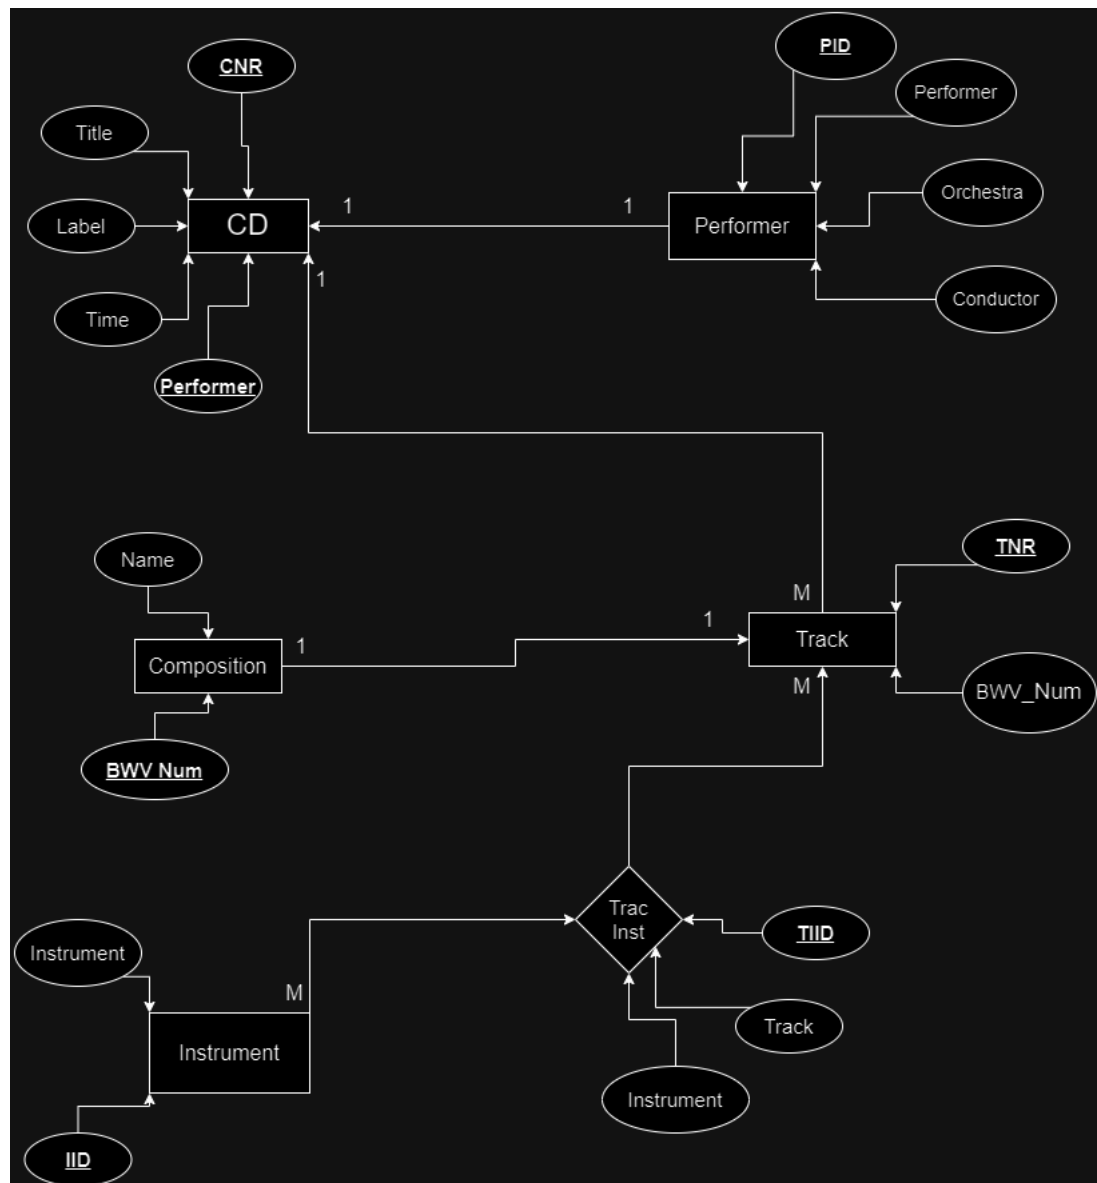 CNR
PID
Performer
Title
Orchestra
1
1
CD
Performer
Label
1
Conductor
Time
Performer
TNR
Name
M
1
1
Track
Composition
M
BWV_Num
BWV Num
Trac
Inst
TIID
Instrument
M
Track
Instrument
Instrument
IID